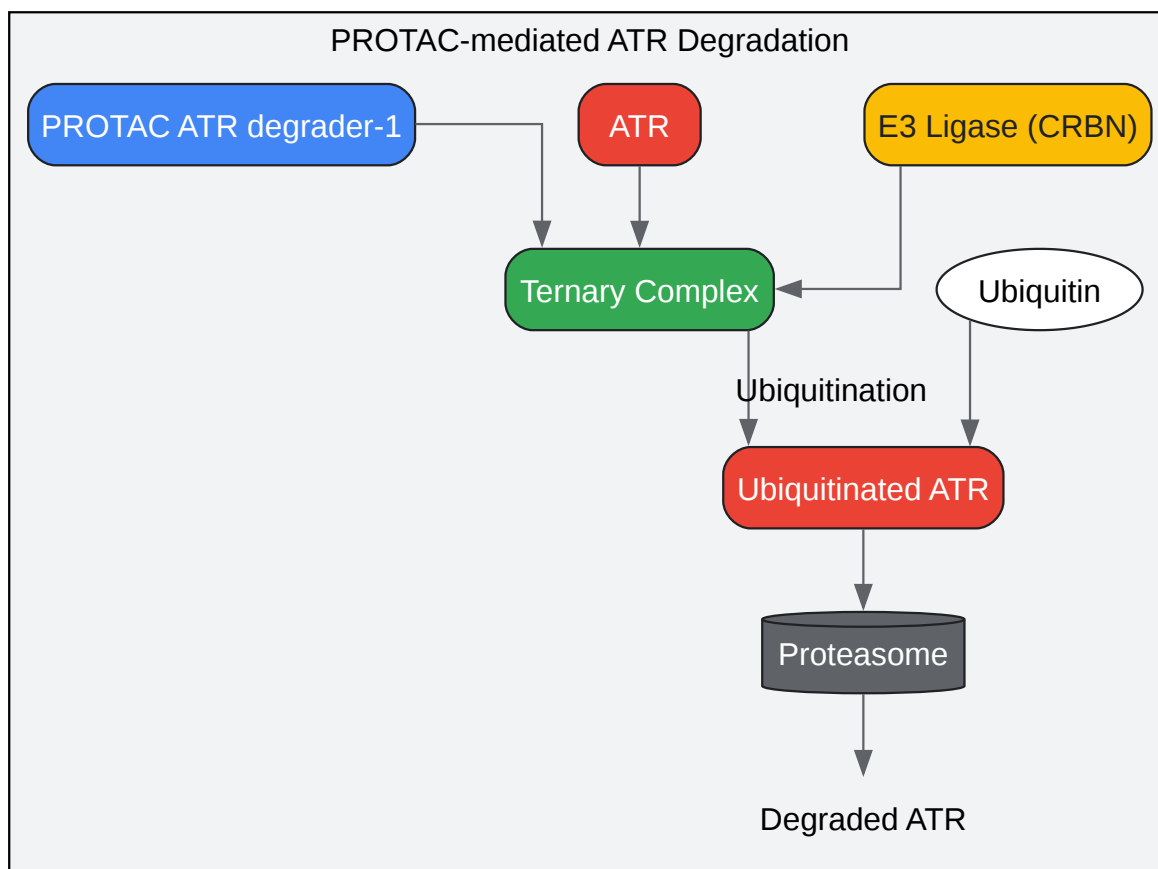 PROTAC-mediated ATR Degradation
PROTAC ATR degrader-1
ATR
E3 Ligase (CRBN)
Ternary Complex
Ubiquitin
Ubiquitination
Ubiquitinated ATR
Proteasome
Degraded ATR